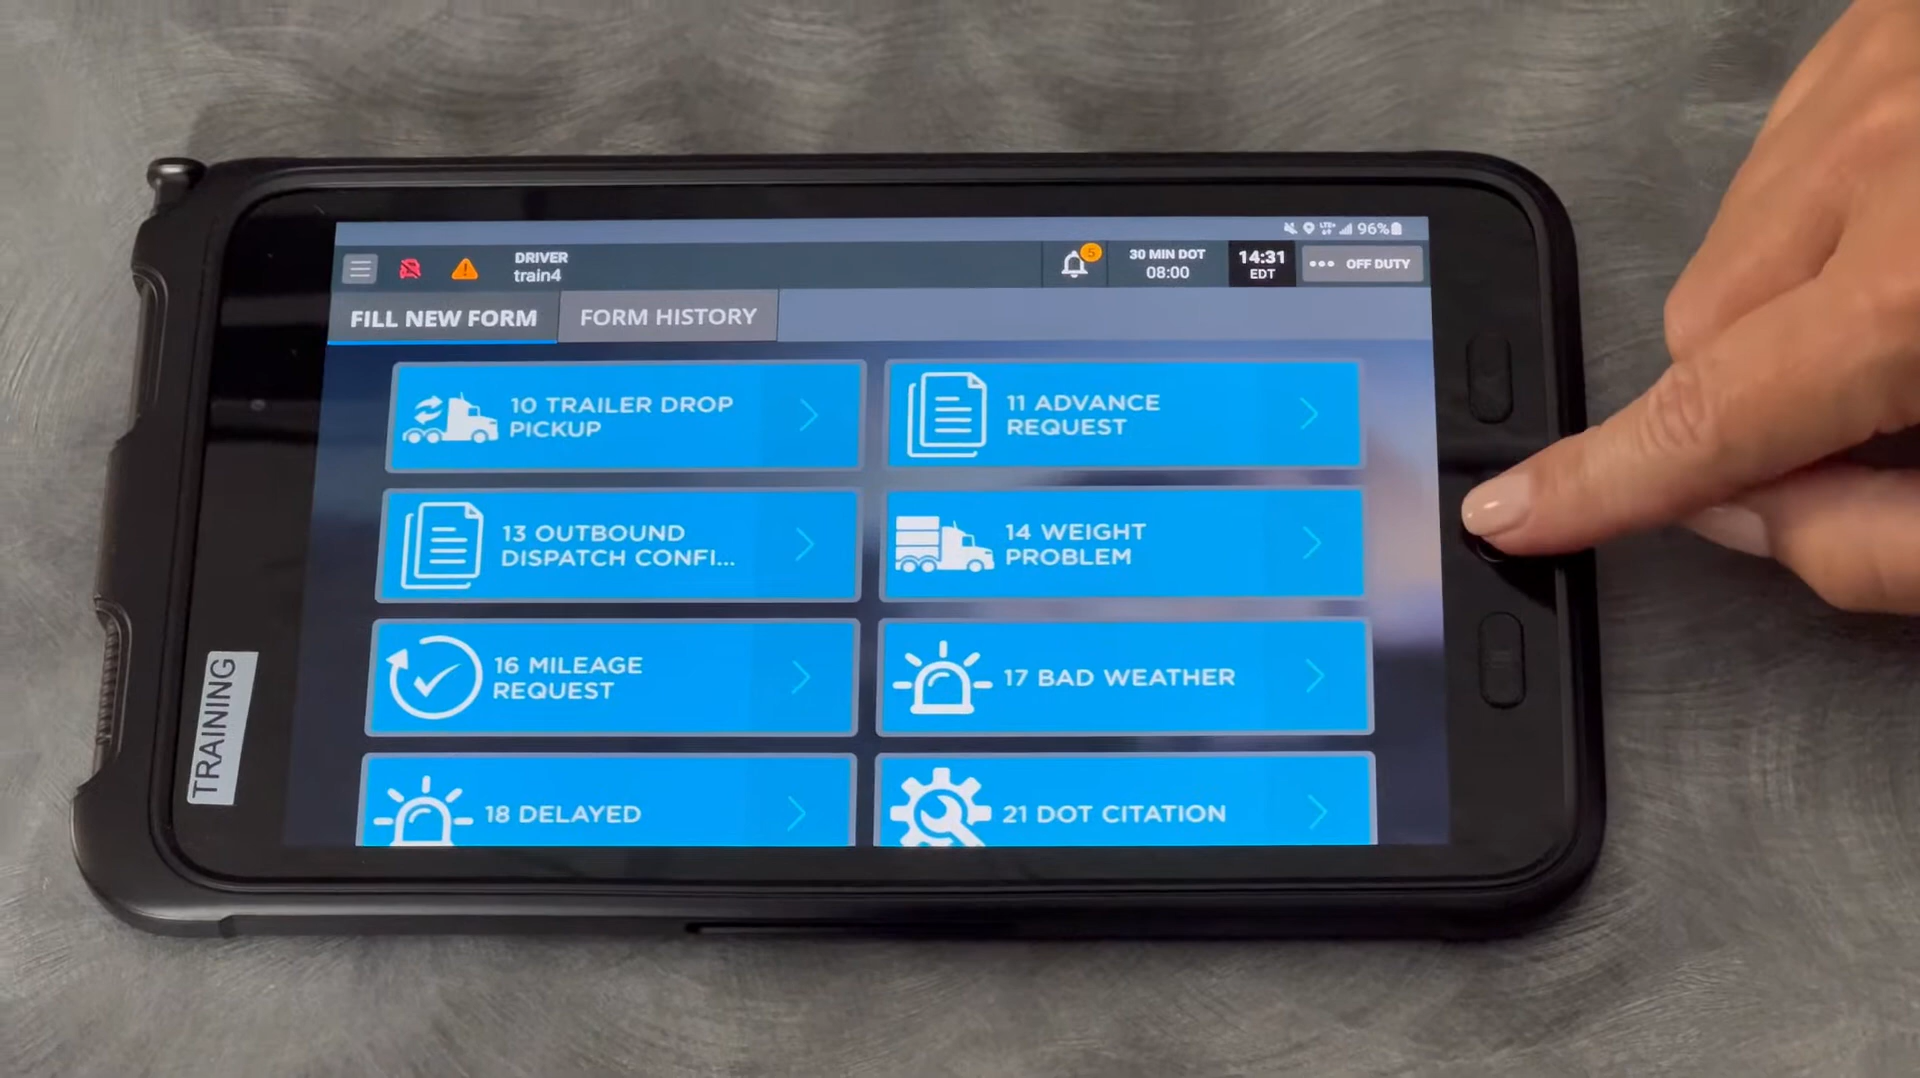 LTE+
96%
DRIVER
train4
5
30 MIN DOT
08:00
14:31
EDT
OFF DUTY
FILL NEW FORM
FORM HISTORY
10 TRAILER DROP
PICKUP
11 ADVANCE
REQUEST
13 OUTBOUND
DISPATCH CONFI...
14 WEIGHT
PROBLEM
16 MILEAGE
REQUEST
17 BAD WEATHER
18 DELAYED
21 DOT CITATION
TRAINING